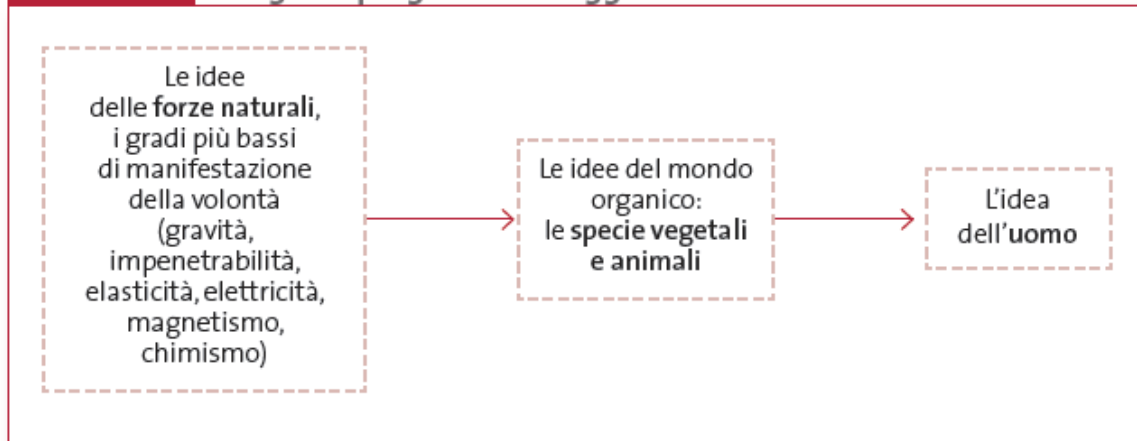 Le idee
delle forze naturali,
i gradi più bassi
di manifestazione
della volontà
(gravità,
impenetrabilità,
elasticità, elettricità,
magnetismo,
chimismo)
Le idee del mondo
organico:
le specie vegetali
e animali
L'idea
dell'uomo